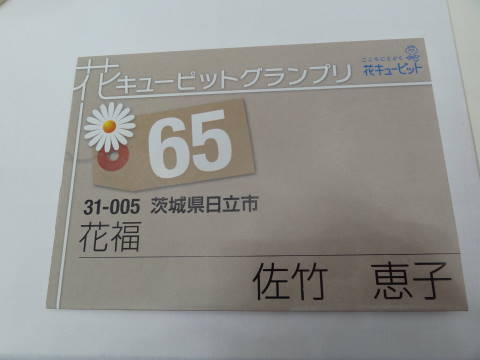 花キューピットグランプリ
こころにとどく
花キューピット
65
31-005 茨城県日立市
花福
佐竹 恵子